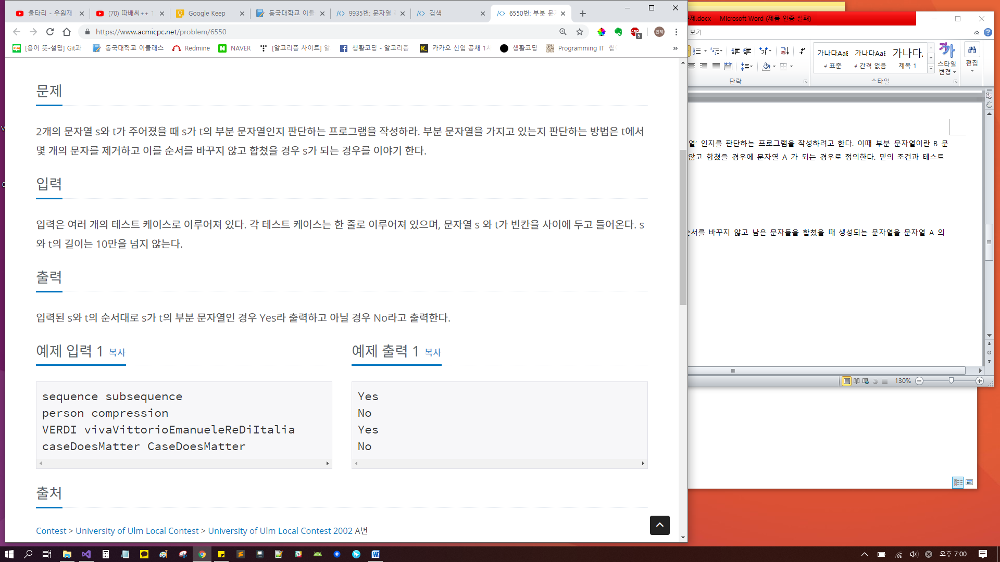 울타리 - 우원재
(70) 따배씨++
Google Keep
동국대학교 이클
9935번: 문자열
검색
6550번: 부분 문
https://www.acmicpc.net/problem/6550
5
인제
[용어 뜻-설명] Git과
동국대학교 이클래스
Redmine
NAVER
[알고리즘 사이트] 알
생활코딩 - 알고리즘
카카오 신입 공채 1차
생활코딩
Programming IT
문제
2개의 문자열 s와 t가 주어졌을 때 s가 t의 부분 문자열인지 판단하는 프로그램을 작성하라. 부분 문자열을 가지고 있는지 판단하는 방법은 t에서
몇 개의 문자를 제거하고 이를 순서를 바꾸지 않고 합쳤을 경우 s가 되는 경우를 이야기 한다.
입력
입력은 여러 개의 테스트 케이스로 이루어져 있다. 각 테스트 케이스는 한 줄로 이루어져 있으며, 문자열 s 와 t가 빈칸을 사이에 두고 들어온다. s
와 t의 길이는 10만을 넘지 않는다.
출력
입력된 s와 t의 순서대로 s가 t의 부분 문자열인 경우 Yes라 출력하고 아닐 경우 No라고 출력한다.
예제 입력 1 복사
sequence subsequence
person compression
VERDI vivaVittorioEmanueleReDiItalia
caseDoesMatter CaseDoesMatter
예제 출력 1 복사
Yes
No
Yes
No
출처
Contest > University of Ulm Local Contest > University of Ulm Local Contest 2002 A번
제.docx - Microsoft Word (제품 인증 실패)
보기
가나다AaE
표준
가나다AaE
간격 없음
가나다.
제목 1
스타일
변경
편집
단락
스타일
열' 인지를 판단하는 프로그램을 작성하려고 한다. 이때 부분 문자열이란 B 문
않고 합쳤을 경우에 문자열 A 가 되는 경우로 정의한다. 밑의 조건과 테스트
순서를 바꾸지 않고 남은 문자들을 합쳤을 때 생성되는 문자열을 문자열 A 의
130%
오후 7:00